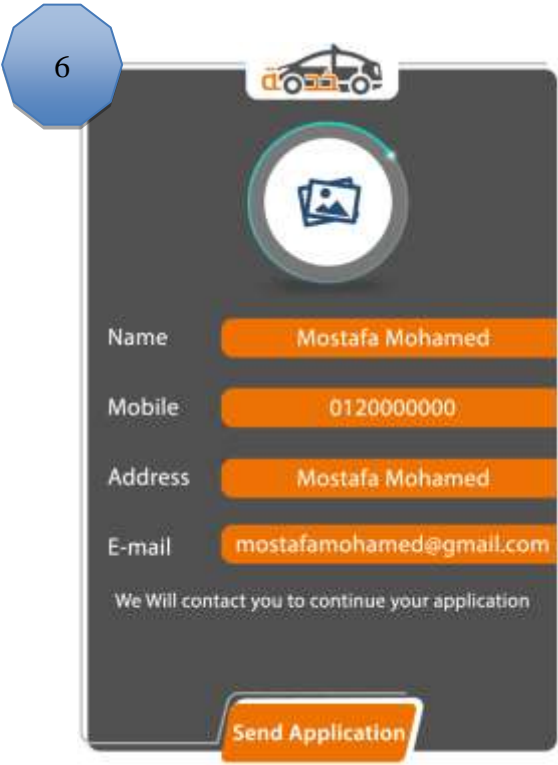 6
Name Mostafa Mohamed
Mobile 0120000000
Address Mostafa Mohamed
E-mail mostafamohamed@gmail.com
We Will contact you to continue your application
Send Application